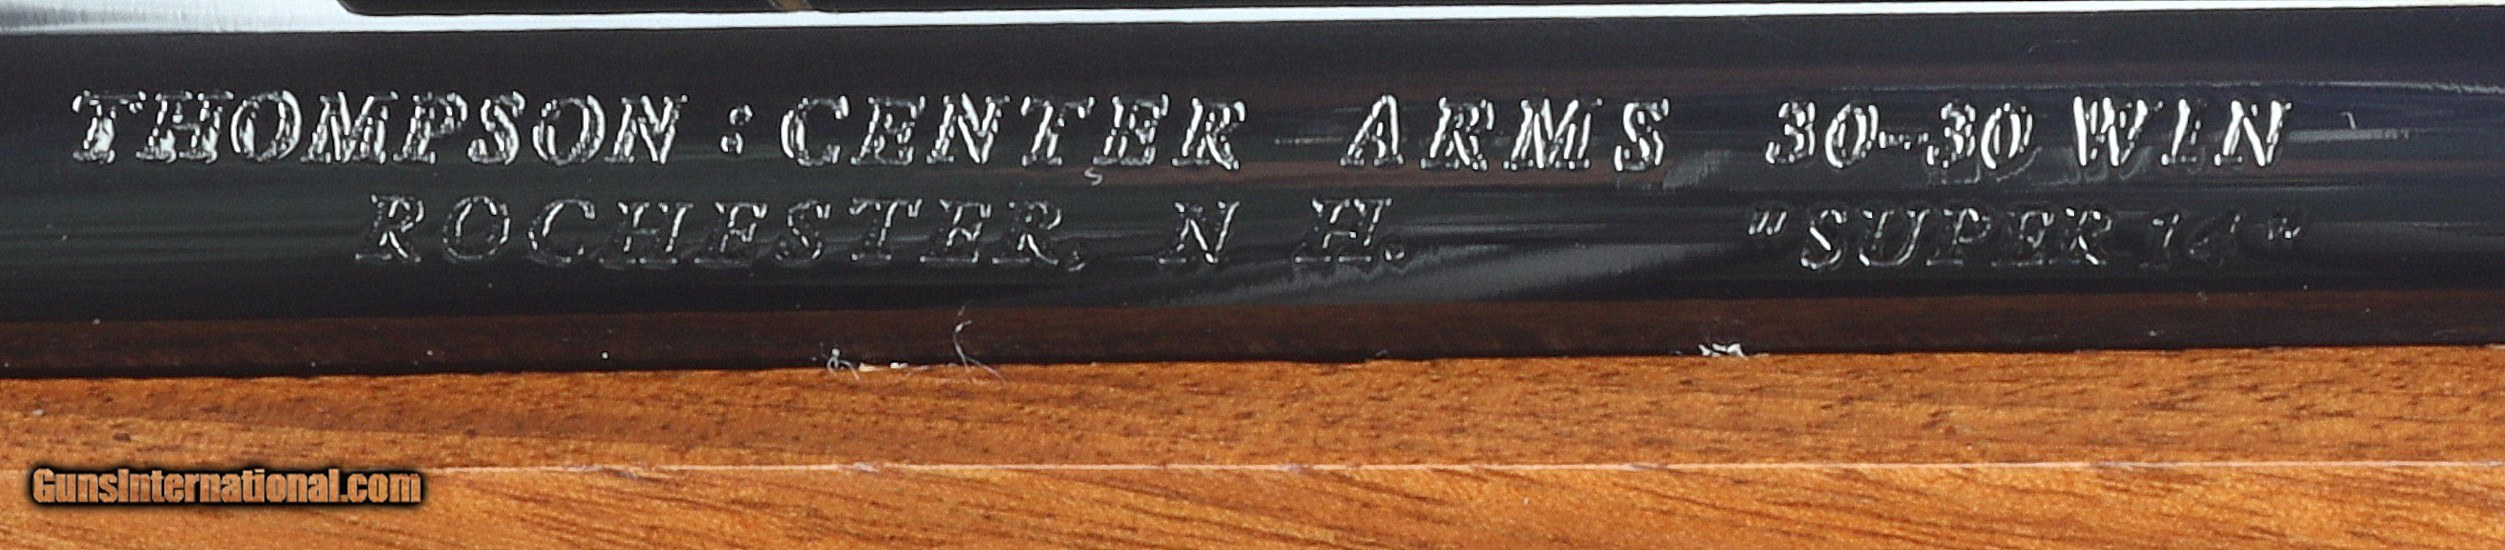 THOMPSON : CENTER ARMS 30-30 WIN
ROCHESTER, N H. "SUPER 14"
GunsInternational.com